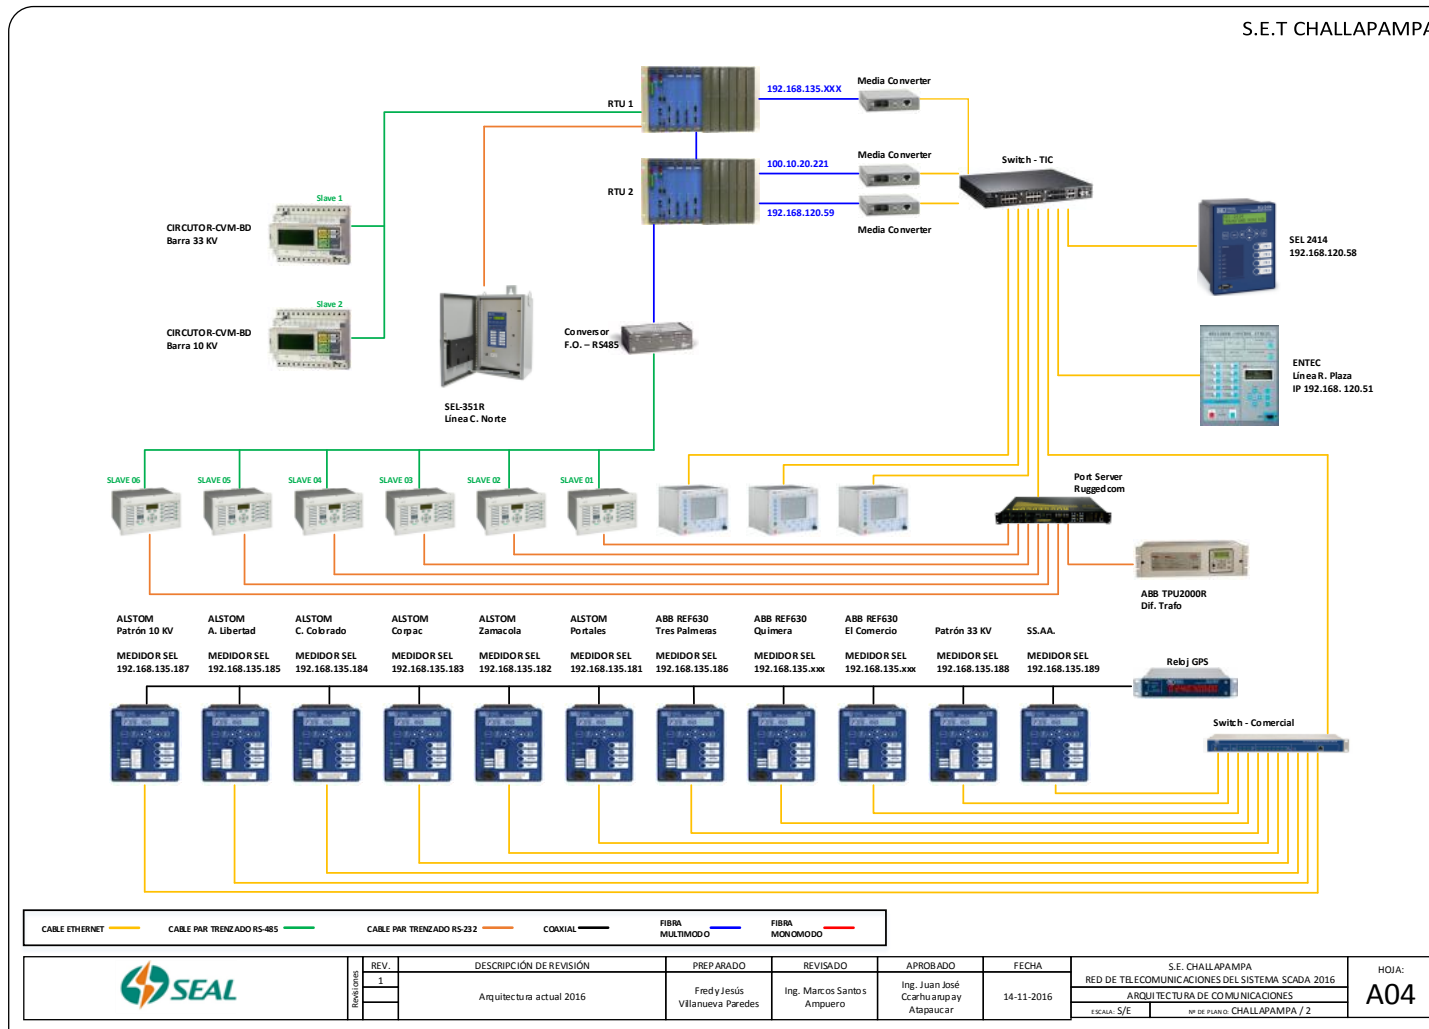 S.E.T CHALLAPAMPA
Media Converter
192.168.135.XXX
RTU 1
100.10.20.221
Media Converter
Switch - TIC
RTU 2
192.168.120.59
Media Converter
Slave 1
CIRCUTOR-CVM-BD
Barra 33 KV
SEL 2414
192.168.120.58
Slave 2
CIRCUTOR-CVM-BD
Barra 10 KV
Conversor
F.O. – RS485
ENTEC
Línea R. Plaza
IP 192.168. 120.51
SEL-351R
Línea C. Norte
SLAVE 06
SLAVE 05
SLAVE 04
SLAVE 03
SLAVE 02
SLAVE 01
Port Server
Ruggedcom
ABB TPU2000R
Dif. Trafo
ALSTOM
Patrón 10 KV
MEDIDOR SEL
192.168.135.187
ALSTOM
A. Libertad
MEDIDOR SEL
192.168.135.185
ALSTOM
C. Colorado
MEDIDOR SEL
192.168.135.184
ALSTOM
Corpac
MEDIDOR SEL
192.168.135.183
ALSTOM
Zamacola
MEDIDOR SEL
192.168.135.182
ALSTOM
Portales
MEDIDOR SEL
192.168.135.181
ABB REF630
Tres Palmeras
MEDIDOR SEL
192.168.135.186
ABB REF630
Quimera
MEDIDOR SEL
192.168.135.xxx
ABB REF630
El Comercio
MEDIDOR SEL
192.168.135.xxx
Patrón 33 KV
MEDIDOR SEL
192.168.135.188
SS.AA.
MEDIDOR SEL
192.168.135.189
Reloj GPS
Switch - Comercial
CABLE ETHERNET
CABLE PAR TRENZADO RS-485
CABLE PAR TRENZADO RS-232
COAXIAL
FIBRA
MULTIMODO
FIBRA
MONOMODO
SEAL
Revisiones
REV.
1
DESCRIPCIÓN DE REVISIÓN
Arquitectura actual 2016
PREPARADO
Fredy Jesús
Villanueva Paredes
REVISADO
Ing. Marcos Santos
Ampuero
APROBADO
Ing. Juan José
Ccarhuarupay
Atapaucar
FECHA
14-11-2016
S.E. CHALLAPAMPA
RED DE TELECOMUNICACIONES DEL SISTEMA SCADA 2016
ARQUITECTURA DE COMUNICACIONES
ESCALA: S/E
Nº DE PLANO: CHALLAPAMPA / 2
HOJA:
A04